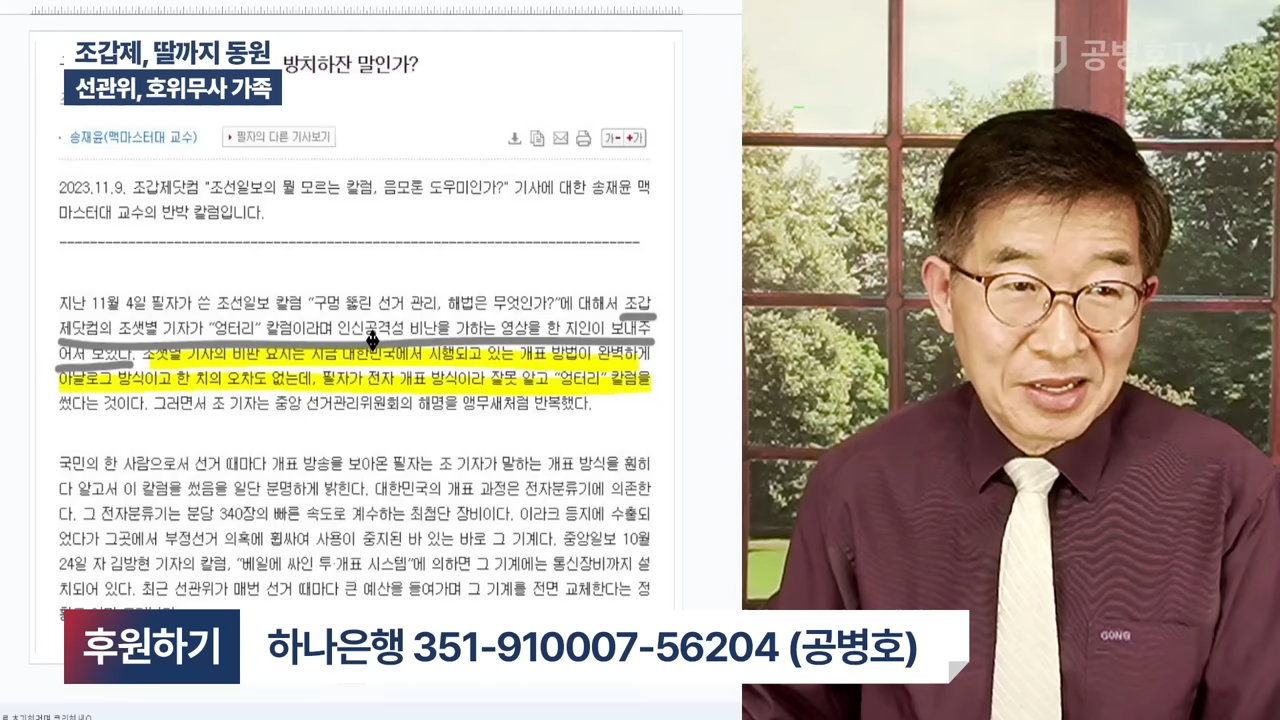 조갑제, 딸까지 동원
방치하잔 말인가?
선관위, 호위무사 가족
공병호TV
· 송재윤(맥마스터대 교수)
필자의 다른 기사보기
가- +가
2023.11.9. 조갑제닷컴 "조선일보의 뭘 모르는 칼럼, 음모론 도우미인가?" 기사에 대한 송재윤 맥
마스터대 교수의 반박 칼럼입니다.
지난 11월 4일 필자가 쓴 조선일보 칼럼 "구멍 뚫린 선거 관리, 해법은 무엇인가?"에 대해서 조갑
제닷컴의 조샛별 기자가 "엉터리" 칼럼이라며 인신공격성 비난을 가하는 영상을 한 지인이 보내주
어서 보았다. 조샛별 기자의 비판 요지는 지금 대한민국에서 시행되고 있는 개표 방법이 완벽하게
아날로그 방식이고 한 치의 오차도 없는데, 필자가 전자 개표 방식이라 잘못 알고 "엉터리" 칼럼을
썼다는 것이다. 그러면서 조 기자는 중앙 선거관리위원회의 해명을 앵무새처럼 반복했다.
국민의 한 사람으로서 선거 때마다 개표 방송을 보아온 필자는 조 기자가 말하는 개표 방식을 훤히
다 알고서 이 칼럼을 썼음을 일단 분명하게 밝힌다. 대한민국의 개표 과정은 전자분류기에 의존한
다. 그 전자분류기는 분당 340장의 빠른 속도로 계수하는 최첨단 장비이다. 이라크 등지에 수출되
었다가 그곳에서 부정선거 의혹에 휩싸여 사용이 중지된 바 있는 바로 그 기계다. 중앙일보 10월
24일 자 김방현 기자의 칼럼, "베일에 싸인 투·개표 시스템"에 의하면 그 기계에는 통신장비까지 설
치되어 있다. 최근 선관위가 매번 선거 때마다 큰 예산을 들여가며 그 기계를 전면 교체한다는 정
후원하기
하나은행 351-910007-56204 (공병호)
GONG